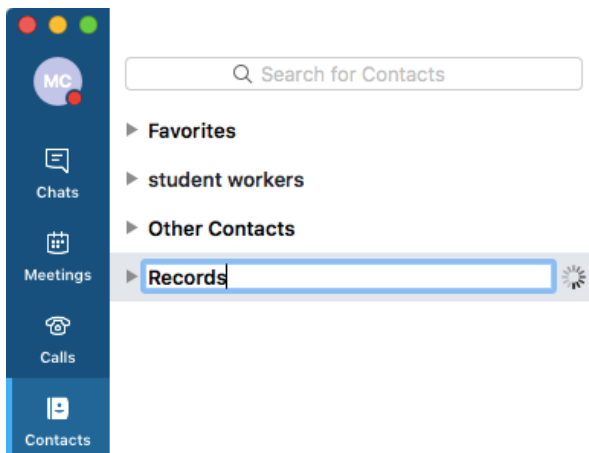 MC
Search for Contacts
Favorites
student workers
Chats
Other Contacts
Meetings
Records
Calls
Contacts